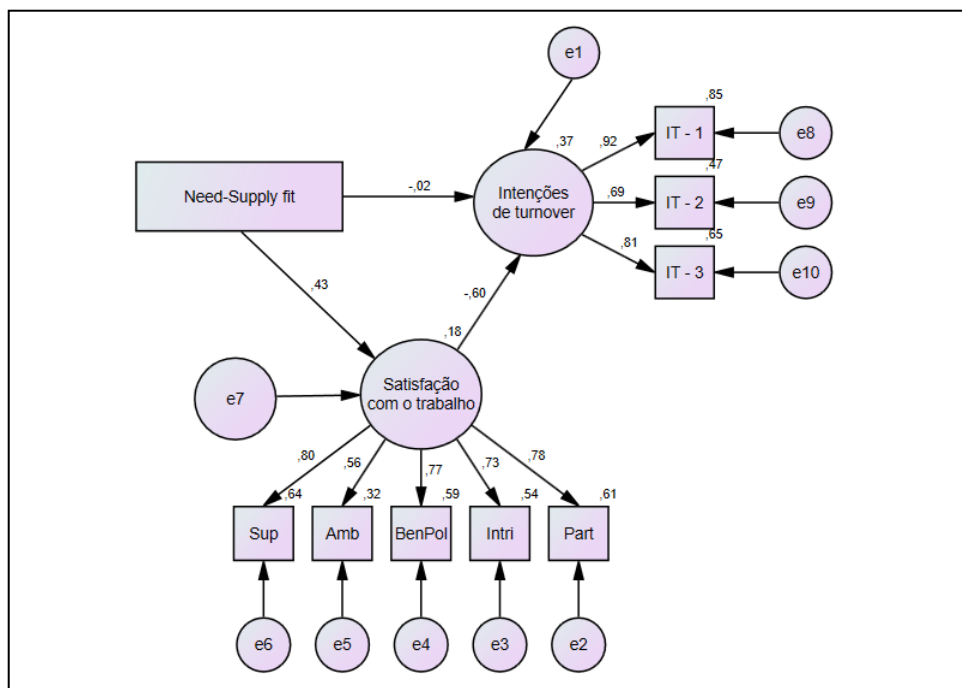 e1
,85
,37
,92
IT - 1
e8
Need-Supply fit
-,02
Intenções
de turnover
,47
,69
IT - 2
e9
,65
,81
IT - 3
e10
,43
-,60
,18
Satisfação
com o trabalho
e7
,80
,56
,77
,73
,78
,64
,32
,59
,54
,61
Sup
Amb
BenPol
Intri
Part
e6
e5
e4
e3
e2